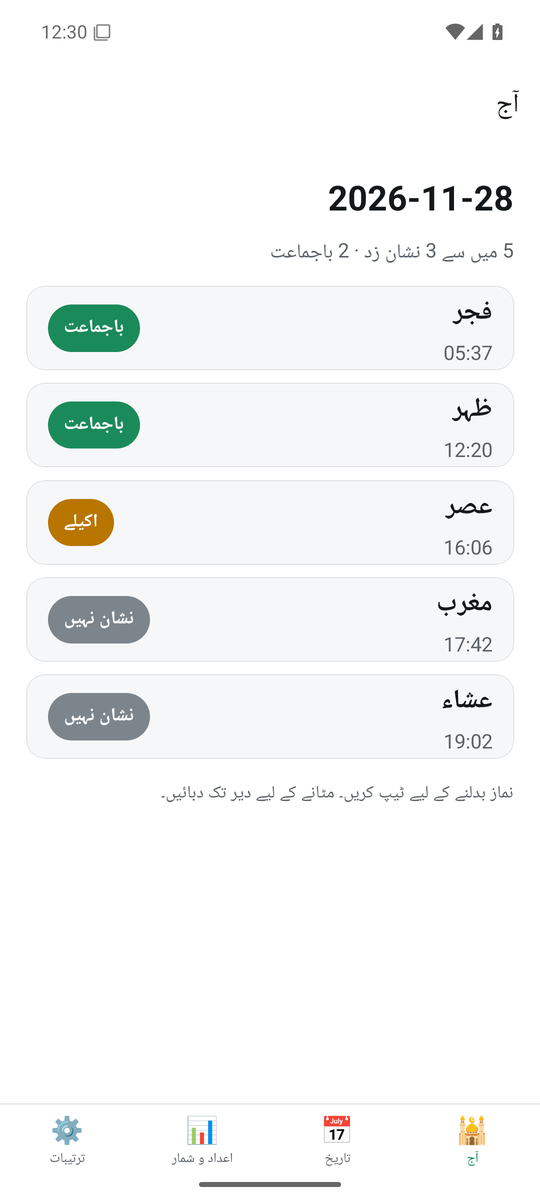 12:30
آج
2026-11-28
5 میں سے 3 نشان زد · 2 باجماعت
فجر
باجماعت
05:37
ظہر
باجماعت
12:20
عصر
اکیلے
16:06
مغرب
نشان نہیں
17:42
عشاء
نشان نہیں
19:02
نماز بدلنے کے لیے ٹیپ کریں۔ مٹانے کے لیے دیر تک دبائیں۔
July
17
آج
تاریخ
اعداد و شمار
ترتیبات